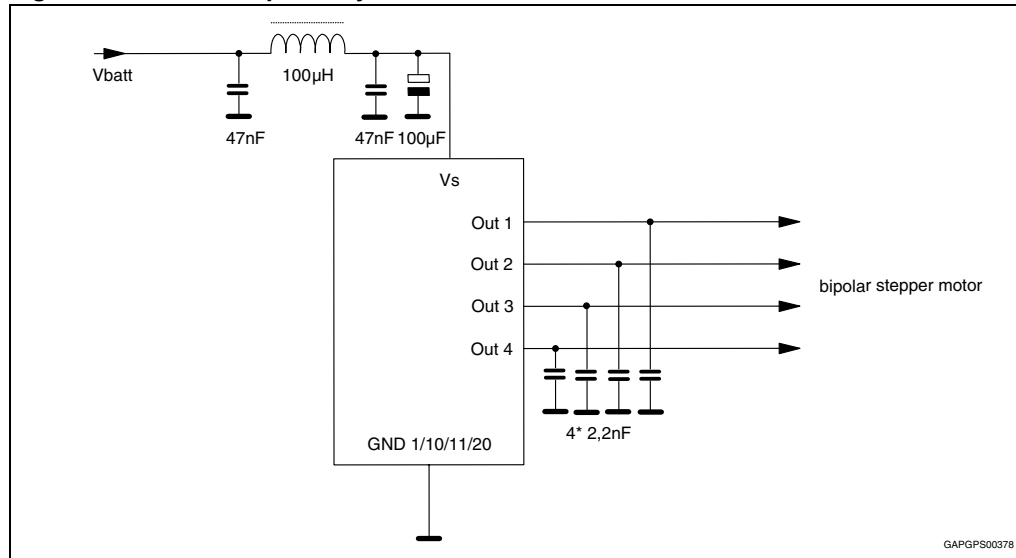 Vbatt
100µH
47nF
47nF 100µF
Vs
Out 1
Out 2
Out 3
Out 4
bipolar stepper motor
4* 2,2nF
GND 1/10/11/20
GAPGPS00378